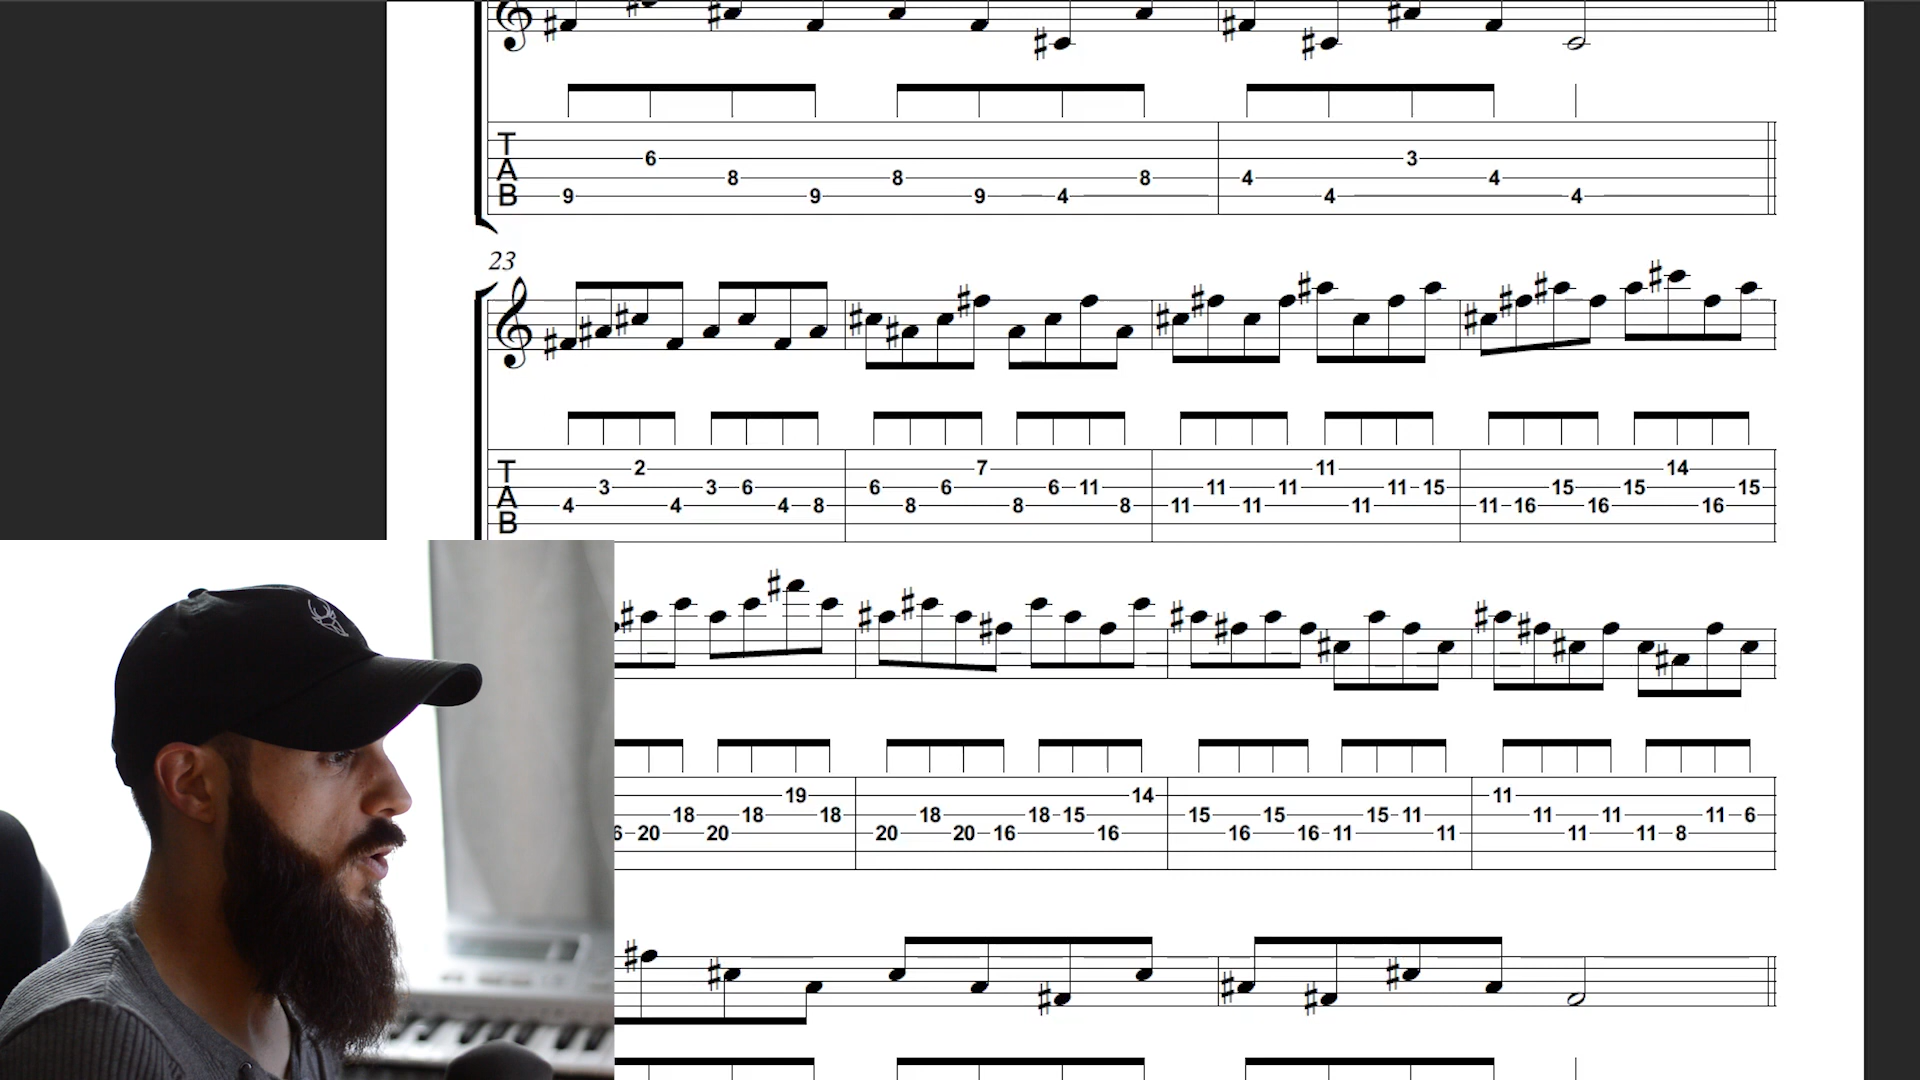 T
A
B
6 3
8 8 8 4 4
9 9 9 4 4 4
23
T
A
B
2 7 11 14
3 3 6 6 6 6 11 11 11 11 15 15 15 15
4 4 4 8 8 8 8 11 11 11 11 16 16 16
19 14 11
18 18 18 18 18 15 15 15 15 11 11 11 11 6
20 20 20 20 16 16 16 16 11 11 11 11 8